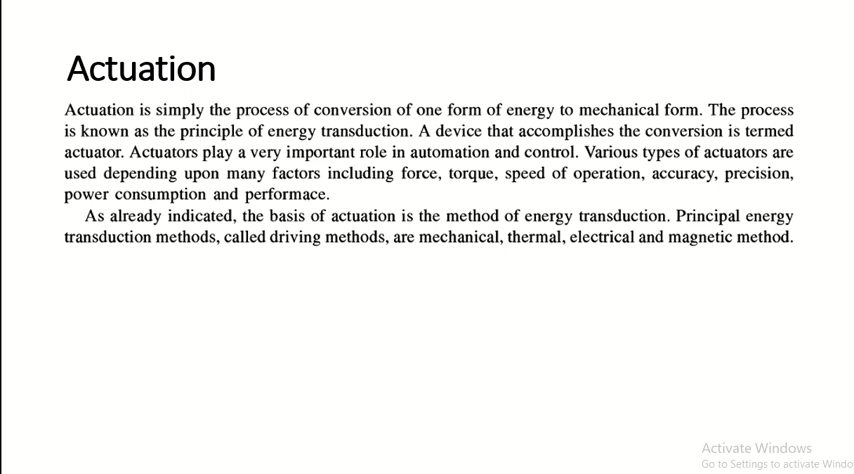 Actuation
Actuation is simply the process of conversion of one form of energy to mechanical form. The process
is known as the principle of energy transduction. A device that accomplishes the conversion is termed
actuator. Actuators play a very important role in automation and control. Various types of actuators are
used depending upon many factors including force, torque, speed of operation, accuracy, precision,
power consumption and performace.
As already indicated, the basis of actuation is the method of energy transduction. Principal energy
transduction methods, called driving methods, are mechanical, thermal, electrical and magnetic method.
Activate Windows
Go to Settings to activate Windo